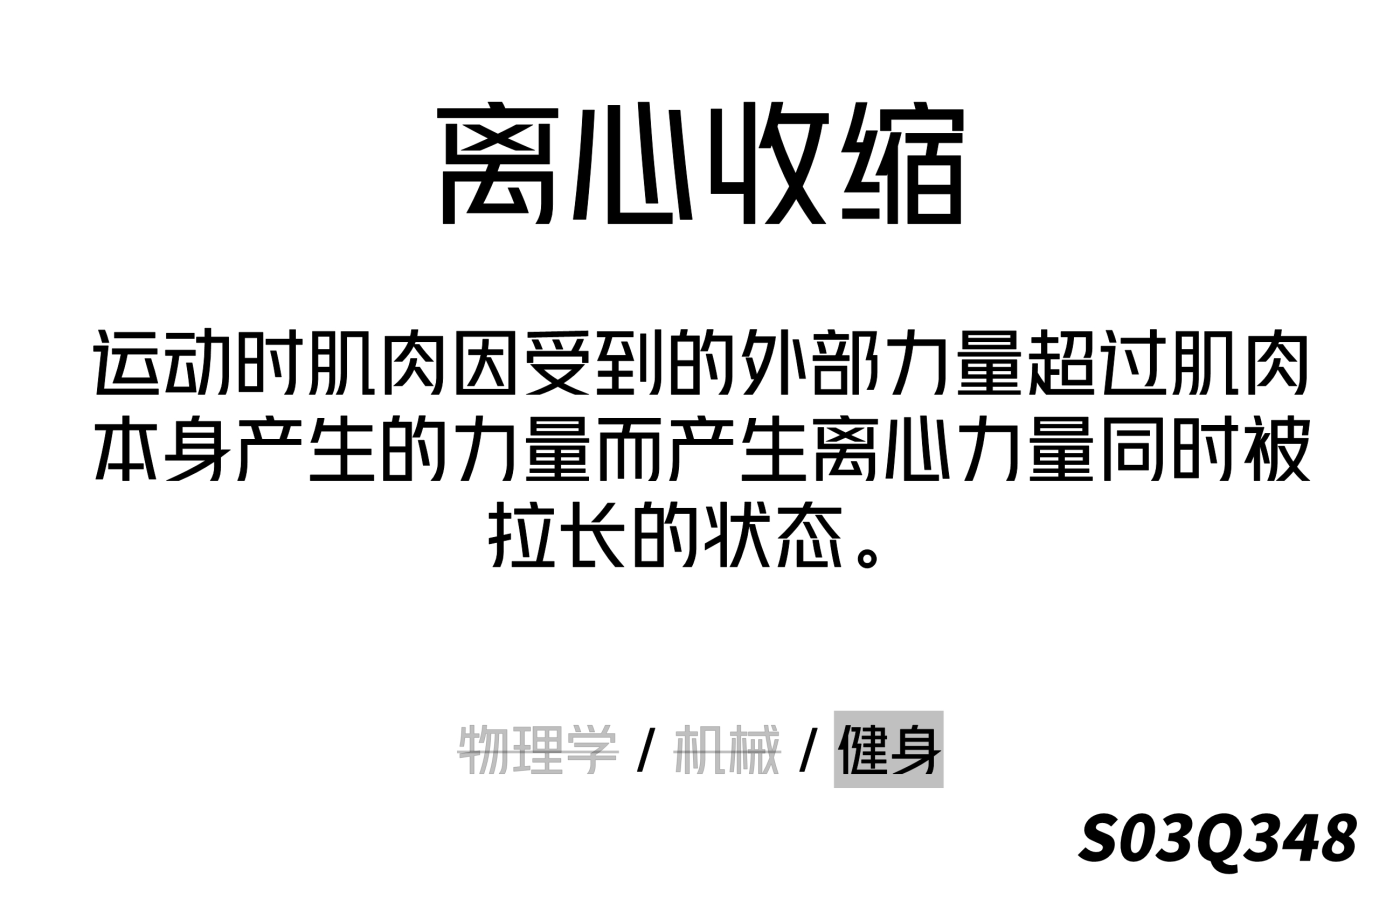 离心收缩
运动时肌肉因受到的外部力量超过肌肉
本身产生的力量而产生离心力量同时被
拉长的状态。
物理学 / 机械 / 健身
S03Q348